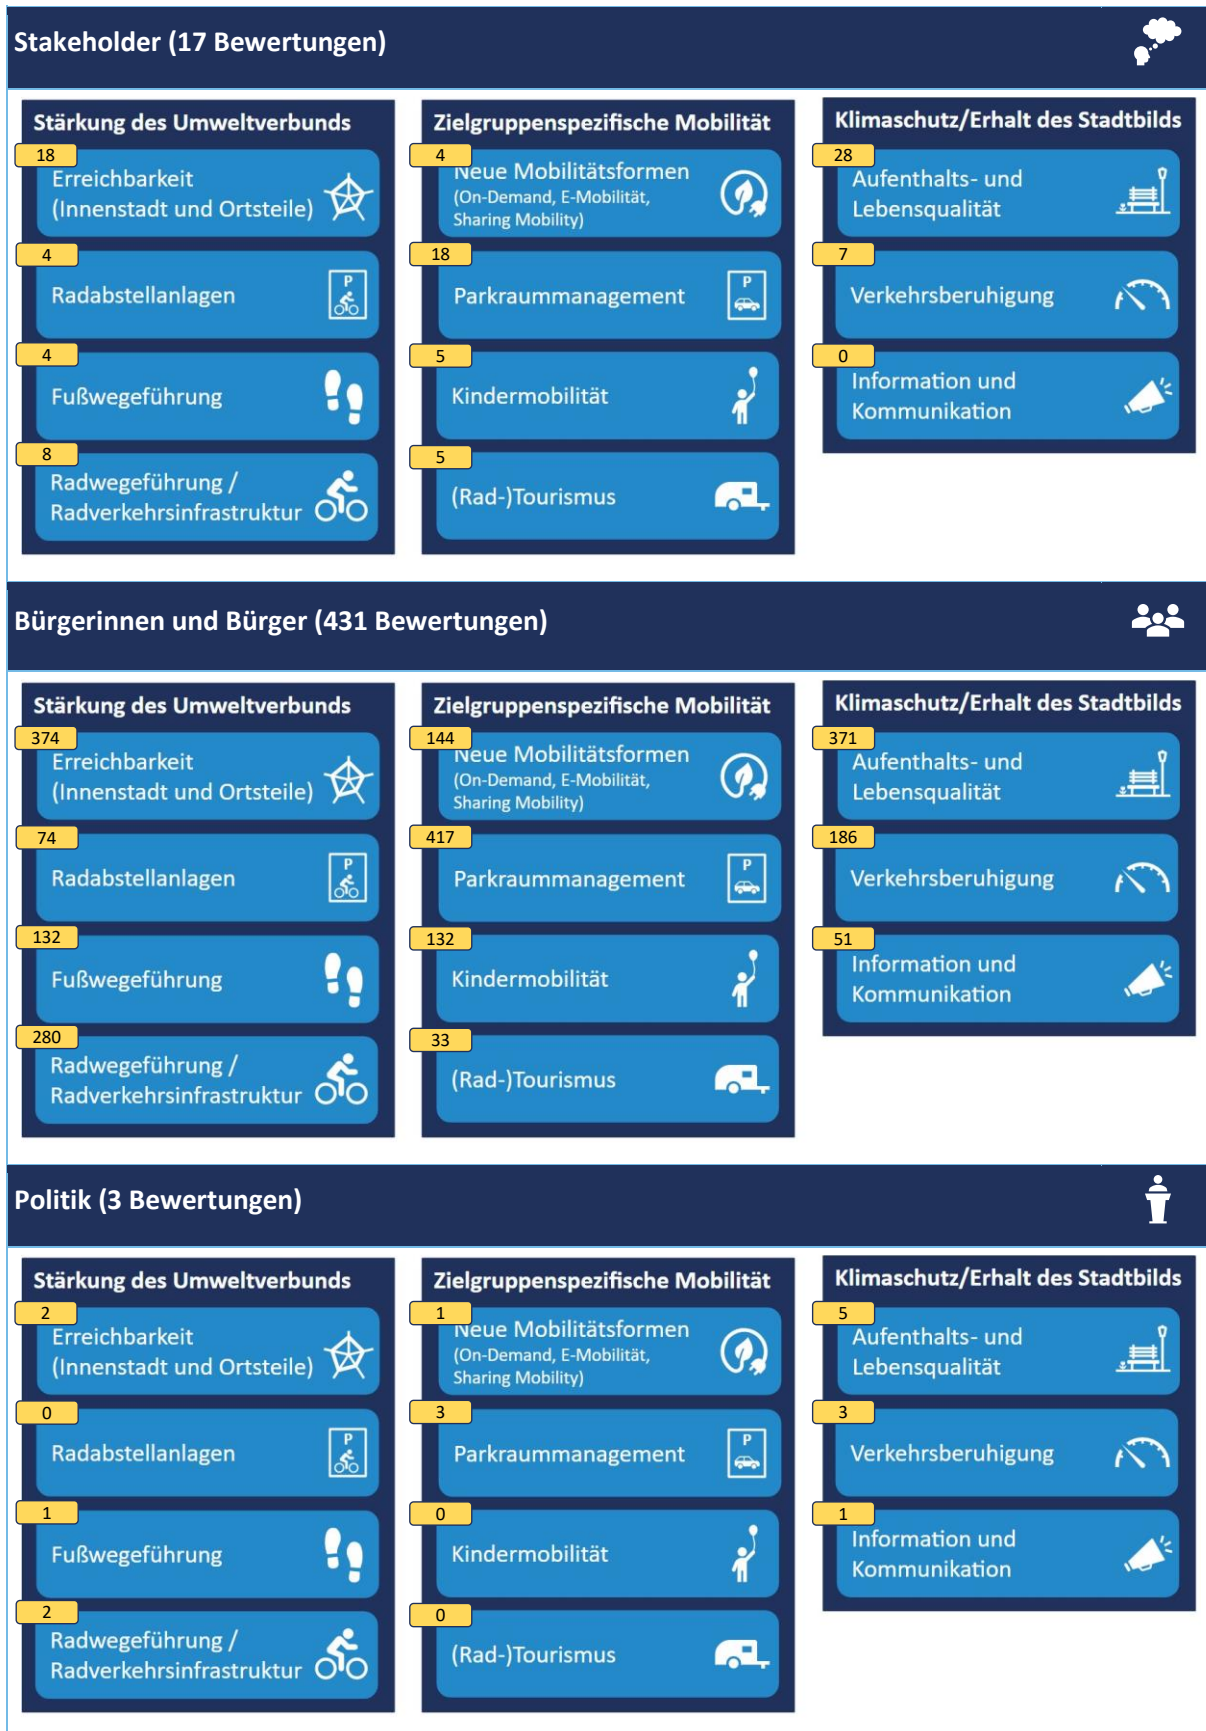 Stakeholder (17 Bewertungen)
Stärkung des Umweltverbunds
18
Erreichbarkeit
(Innenstadt und Ortsteile)
4
P
Radabstellanlagen
4
Fußwegeführung
8
Radwegeführung /
Radverkehrsinfrastruktur
Zielgruppenspezifische Mobilität
4
Neue Mobilitätsformen
(On-Demand, E-Mobilität,
Sharing Mobility)
18
P
Parkraummanagement
5
Kindermobilität
5
(Rad-)Tourismus
Klimaschutz/Erhalt des Stadtbilds
28
Aufenthalts- und
Lebensqualität
7
Verkehrsberuhigung
0
Information und
Kommunikation
Bürgerinnen und Bürger (431 Bewertungen)
Stärkung des Umweltverbunds
374
Erreichbarkeit
(Innenstadt und Ortsteile)
74
P
Radabstellanlagen
132
Fußwegeführung
280
Radwegeführung /
Radverkehrsinfrastruktur
Zielgruppenspezifische Mobilität
144
Neue Mobilitätsformen
(On-Demand, E-Mobilität,
Sharing Mobility)
417
P
Parkraummanagement
132
Kindermobilität
33
(Rad-)Tourismus
Klimaschutz/Erhalt des Stadtbilds
371
Aufenthalts- und
Lebensqualität
186
Verkehrsberuhigung
51
Information und
Kommunikation
Politik (3 Bewertungen)
Stärkung des Umweltverbunds
2
Erreichbarkeit
(Innenstadt und Ortsteile)
0
P
Radabstellanlagen
1
Fußwegeführung
2
Radwegeführung /
Radverkehrsinfrastruktur
Zielgruppenspezifische Mobilität
1
Neue Mobilitätsformen
(On-Demand, E-Mobilität,
Sharing Mobility)
3
P
Parkraummanagement
0
Kindermobilität
0
(Rad-)Tourismus
Klimaschutz/Erhalt des Stadtbilds
5
Aufenthalts- und
Lebensqualität
3
Verkehrsberuhigung
1
Information und
Kommunikation